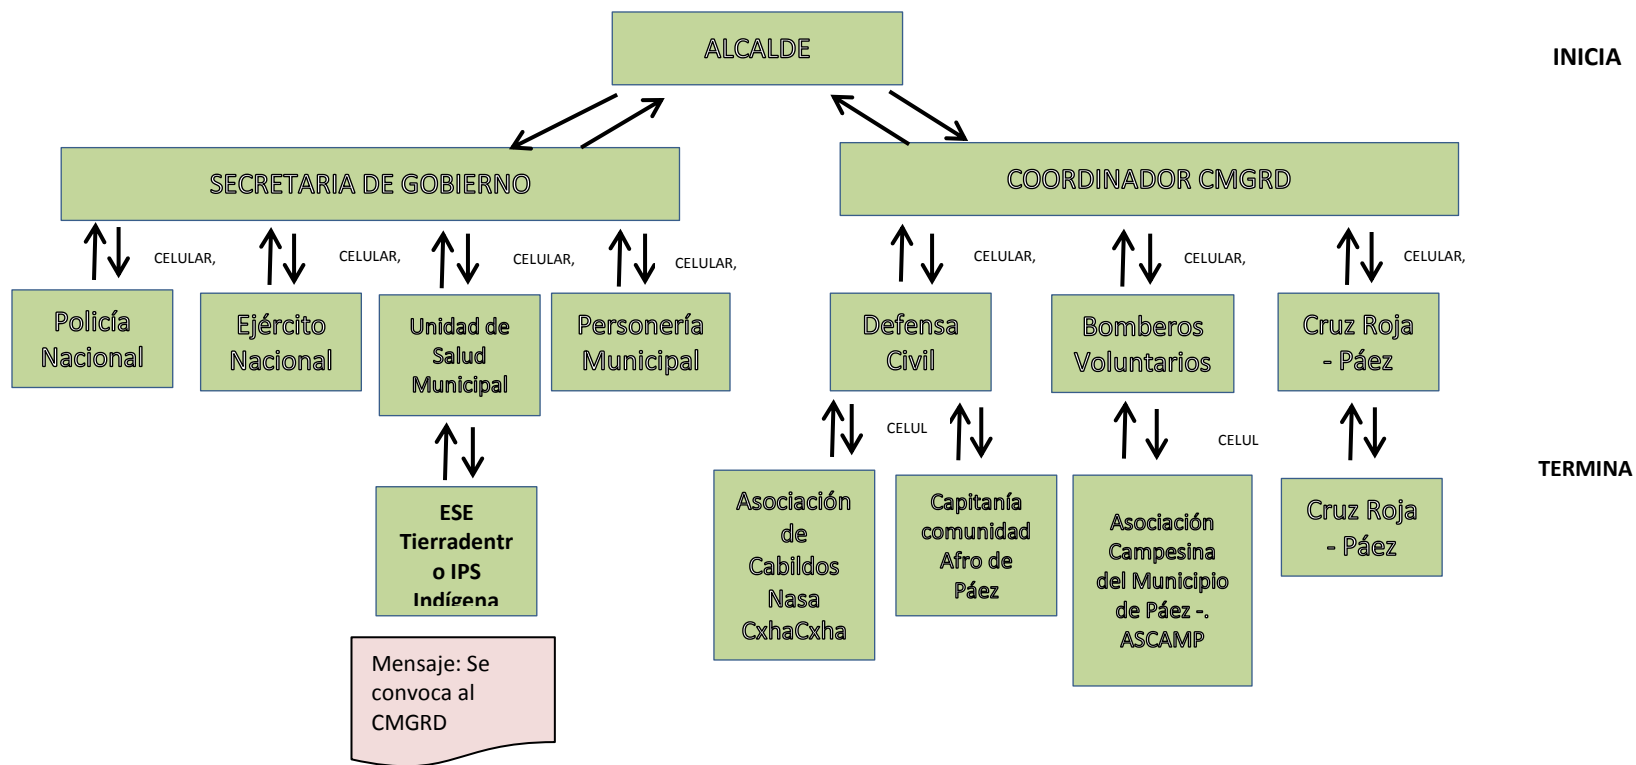 ALCALDE
INICIA
SECRETARIA DE GOBIERNO
COORDINADOR CMGRD
CELULAR,
CELULAR,
CELULAR,
CELULAR,
CELULAR,
CELULAR,
CELULAR,
Policía
Nacional
Ejército
Nacional
Unidad de
Salud
Municipal
Personería
Municipal
Defensa
Civil
Bomberos
Voluntarios
Cruz Roja
- Páez
CELUL
CELUL
TERMINA
ESE
Tierradentr
o IPS
Indígena
Asociación
de
Cabildos
Nasa
CxhaCxha
Capitanía
comunidad
Afro de
Páez
Asociación
Campesina
del Municipio
de Páez -.
ASCAMP
Cruz Roja
- Páez
Mensaje: Se
convoca al
CMGRD